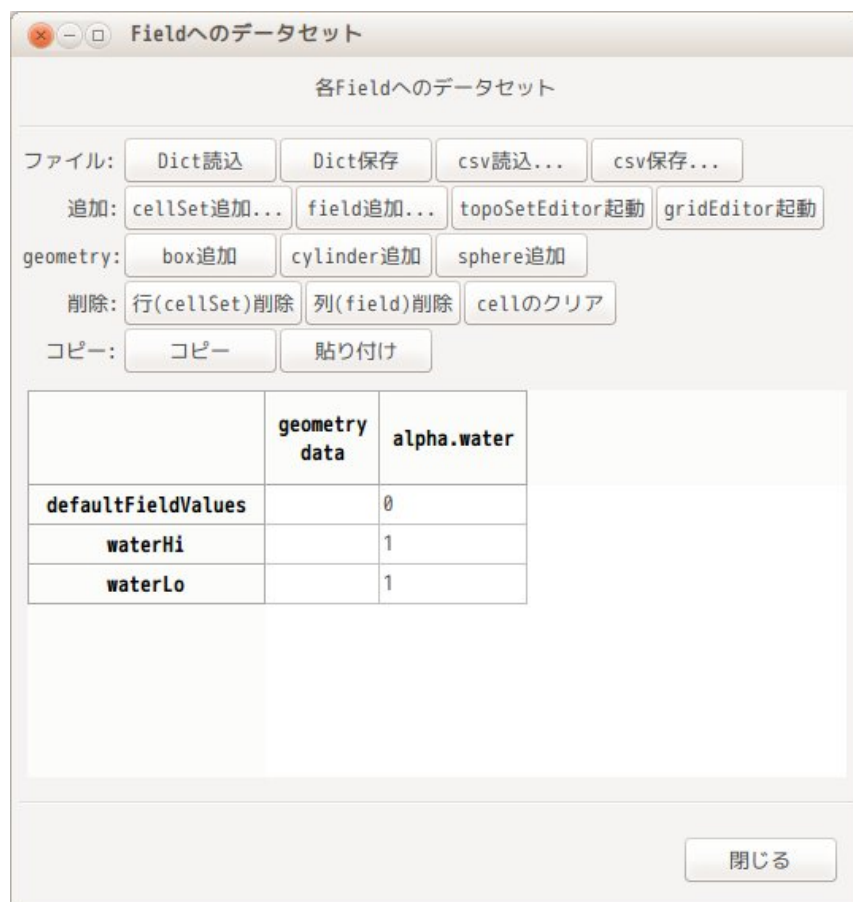 Fieldへのデータセット
各Fieldへのデータセット
ファイル: Dict読込 Dict保存 csv読込... csv保存...
追加: cellSet追加... field追加... topoSetEditor起動 gridEditor起動
geometry: box追加 cylinder追加 sphere追加
削除: 行(cellSet)削除 列(field)削除 cellのクリア
コピー: コピー 貼り付け
geometry
data alpha.water
defaultFieldValues 0
waterHi 1
waterLo 1
閉じる